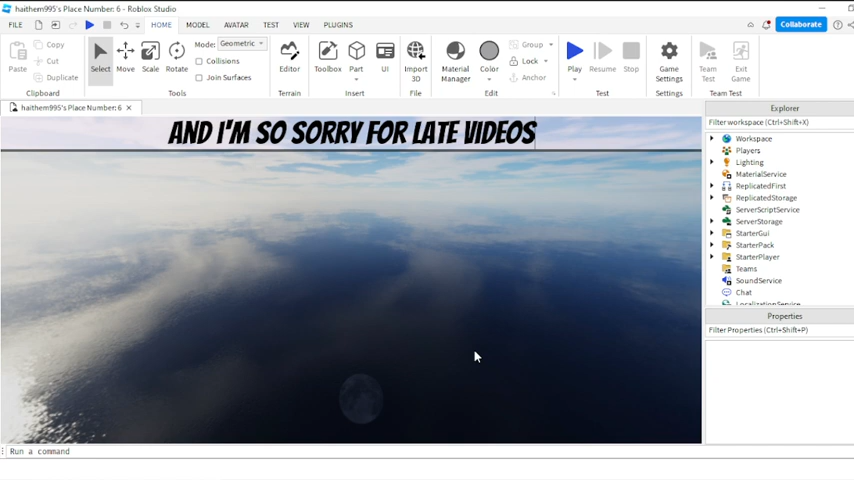 haithem995's Place Number: 6 - Roblox Studio
FILE
HOME MODEL AVATAR TEST VIEW PLUGINS
Collaborate
Paste
Copy
Cut
Duplicate
Clipboard
Select
Move
Scale
Rotate
Mode: Geometric
Collisions
Join Surfaces
Tools
Editor
Terrain
Toolbox
Part
UI
Insert
Import
3D
File
Material
Manager
Color
Group
Lock
Anchor
Edit
Play
Resume
Stop
Test
Game
Settings
Settings
Team
Test
Exit
Game
Team Test
haithem995's Place Number: 6
AND I'M SO SORRY FOR LATE VIDEOS
Explorer
Filter workspace (Ctrl+Shift+X)
Workspace
Players
Lighting
MaterialService
ReplicatedFirst
ReplicatedStorage
ServerScriptService
ServerStorage
StarterGui
StarterPack
StarterPlayer
Teams
SoundService
Chat
LocalizationService
Properties
Filter Properties (Ctrl+Shift+P)
Run a command